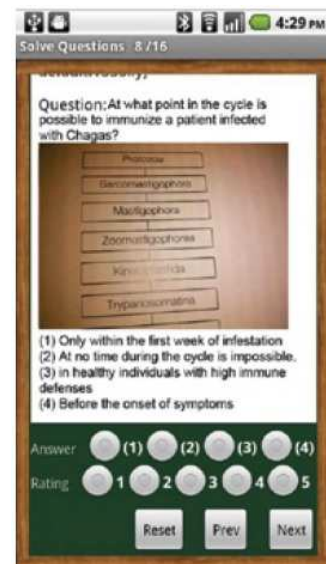 4:29 PM
Solve Questions 8 /16
Question:At what point in the cycle is
possible to immunize a patient infected
with Chagas?
Protozoa
Sarcomastigophora
Mastigophora
Zoomastigophorea
Trypanosomatina
(1) Only within the first week of infestation
(2) At no time during the cycle is impossible.
(3) in healthy individuals with high immune
defenses
(4) Before the onset of symptoms
Answer (1) (2) (3) (4)
Rating 1 2 3 4 5
Reset Prev Next